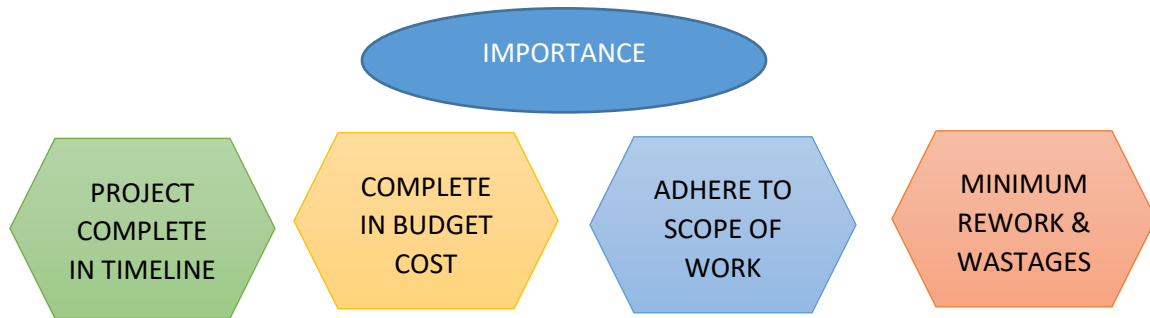 IMPORTANCE
PROJECT
COMPLETE
IN TIMELINE
COMPLETE
IN BUDGET
COST
ADHERE TO
SCOPE OF
WORK
MINIMUM
REWORK &
WASTAGES